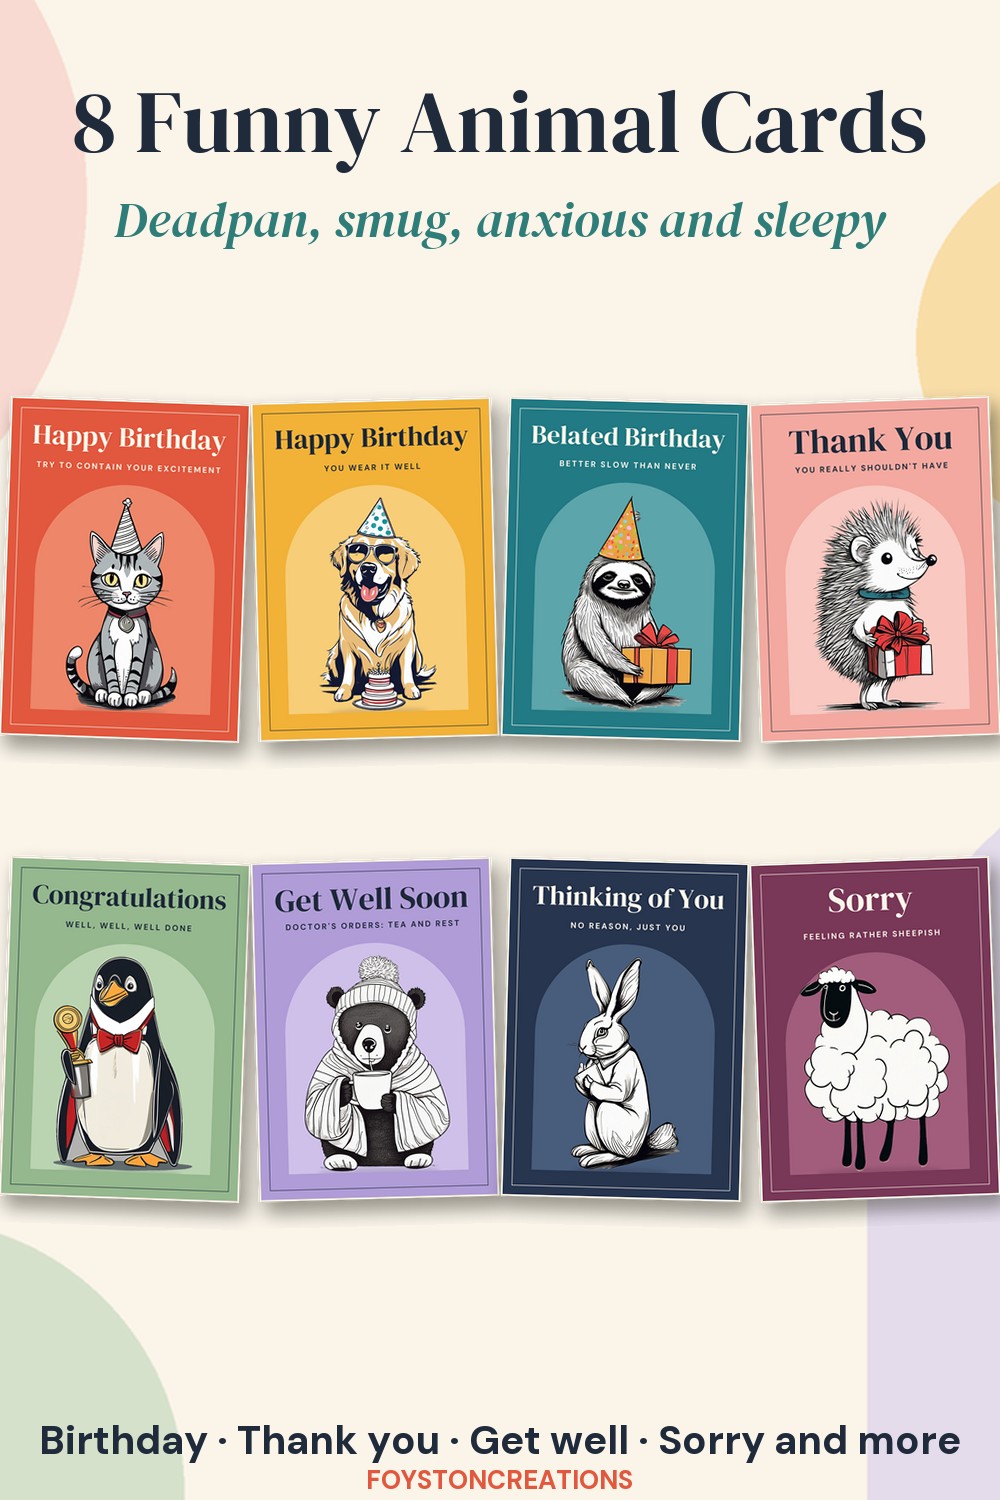 8 Funny Animal Cards
Deadpan, smug, anxious and sleepy
Happy Birthday
TRY TO CONTAIN YOUR EXCITEMENT
Happy Birthday
YOU WEAR IT WELL
Belated Birthday
BETTER SLOW THAN NEVER
Thank You
YOU REALLY SHOULDN'T HAVE
Congratulations
WELL, WELL, WELL DONE
Get Well Soon
DOCTOR'S ORDERS: TEA AND REST
Thinking of You
NO REASON, JUST YOU
Sorry
FEELING RATHER SHEEPISH
Birthday · Thank you · Get well · Sorry and more
FOYSTONCREATIONS